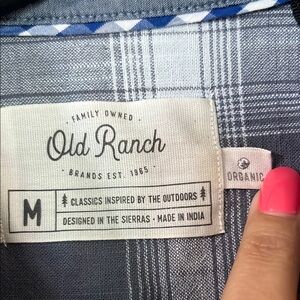 · FAMILY OWNED ·
Old Ranch
· BRANDS EST. 1965 ·
M
CLASSICS INSPIRED BY THE OUTDOORS
DESIGNED IN THE SIERRAS · MADE IN INDIA
ORGANIC